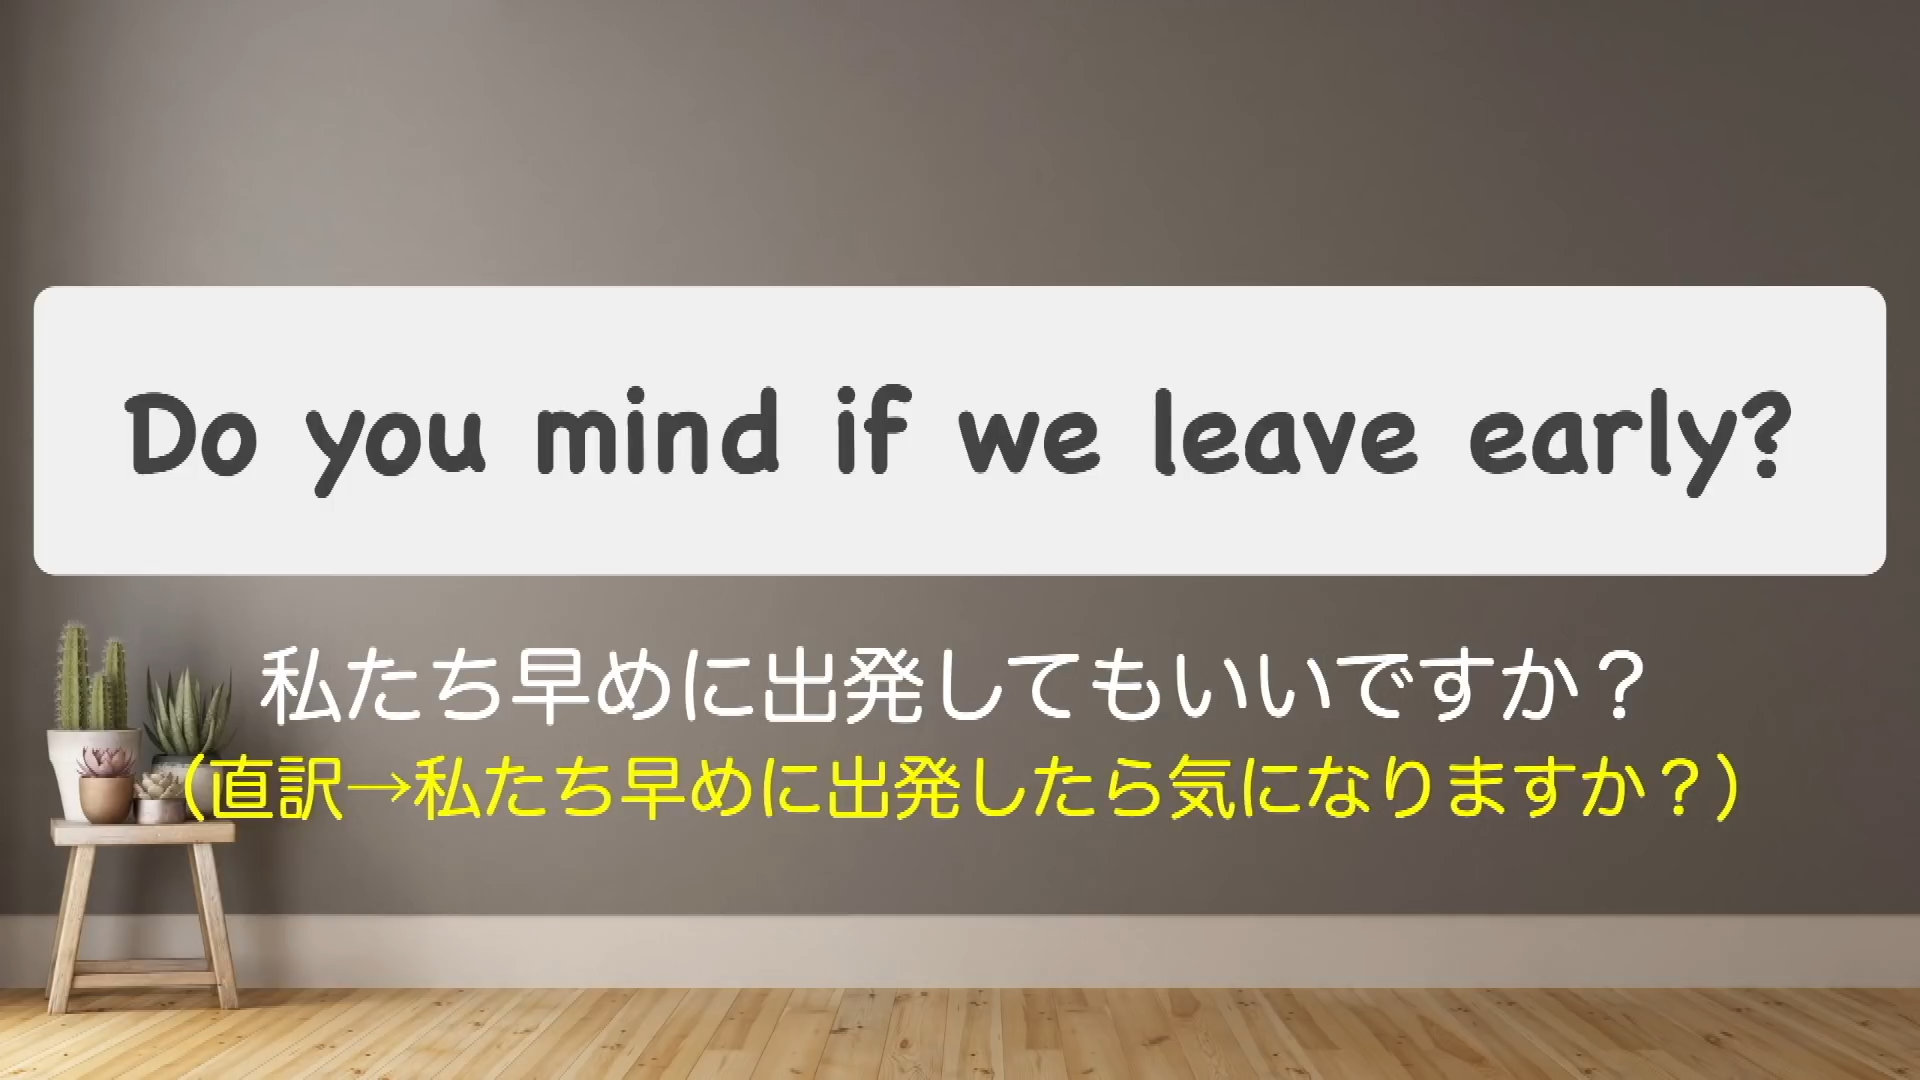 Do you mind if we leave early?
私たち早めに出発してもいいですか？
（直訳→私たち早めに出発したら気になりますか？）